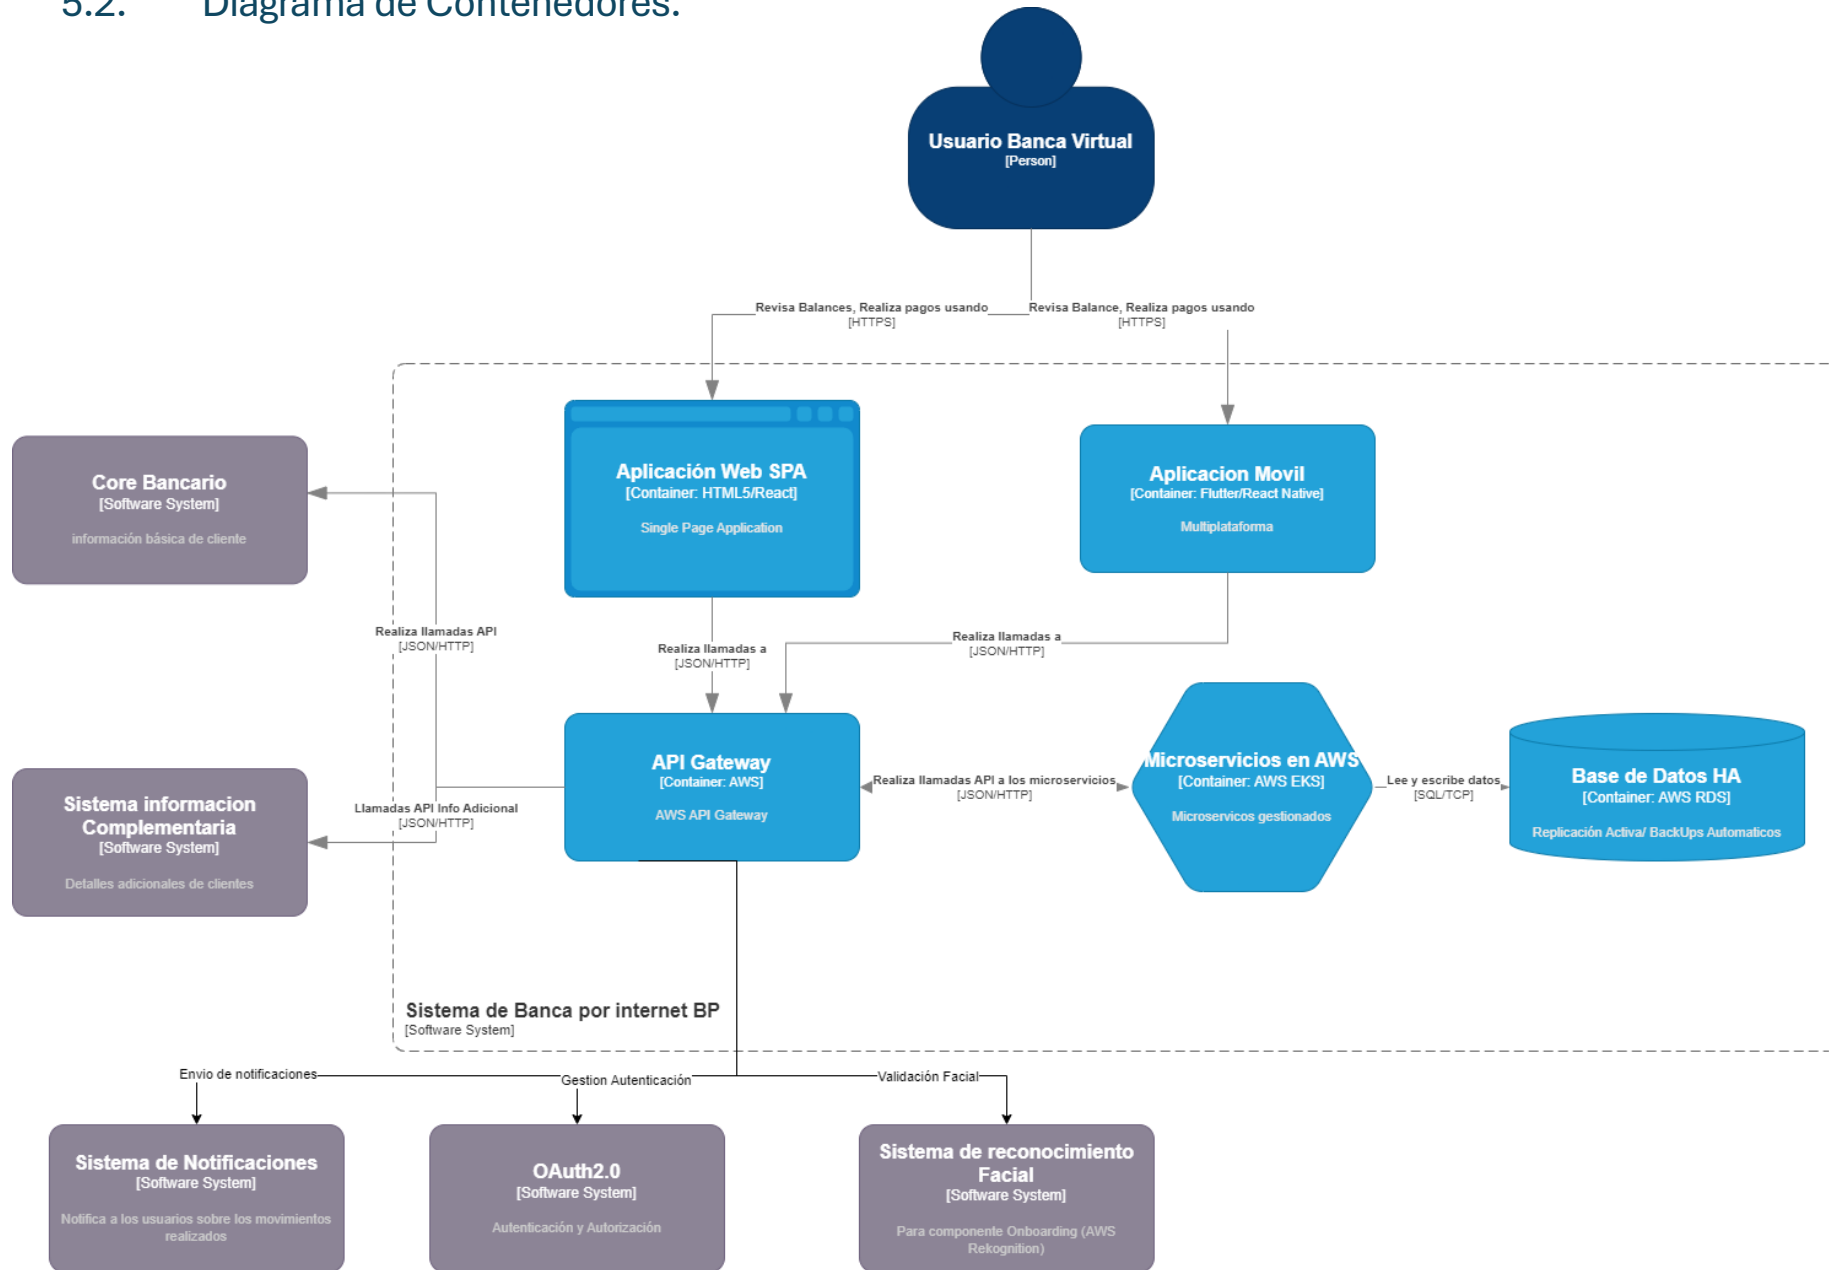 5.2. Diagrama de Contenedores.
Usuario Banca Virtual
[Person]
Revisa Balances, Realiza pagos usando
[HTTPS]
Revisa Balance, Realiza pagos usando
[HTTPS]
Core Bancario
[Software System]
información básica de cliente
Aplicación Web SPA
[Container: HTML5/React]
Single Page Application
Aplicacion Movil
[Container: Flutter/React Native]
Multiplataforma
Realiza llamadas API
[JSON/HTTP]
Realiza llamadas a
[JSON/HTTP]
Realiza llamadas a
[JSON/HTTP]
Sistema informacion
Complementaria
[Software System]
Detalles adicionales de clientes
Llamadas API Info Adicional
[JSON/HTTP]
API Gateway
[Container: AWS]
AWS API Gateway
Realiza llamadas API a los microservicios
[JSON/HTTP]
Microservicios en AWS
[Container: AWS EKS]
Microservicos gestionados
Lee y escribe datos
[SQL/TCP]
Base de Datos HA
[Container: AWS RDS]
Replicación Activa/ BackUps Automaticos
Sistema de Banca por internet BP
[Software System]
Envio de notificaciones
Gestion Autenticación
Validación Facial
Sistema de Notificaciones
[Software System]
Notifica a los usuarios sobre los movimientos
realizados
OAuth2.0
[Software System]
Autenticación y Autorización
Sistema de reconocimiento
Facial
[Software System]
Para componente Onboarding (AWS
Rekognition)